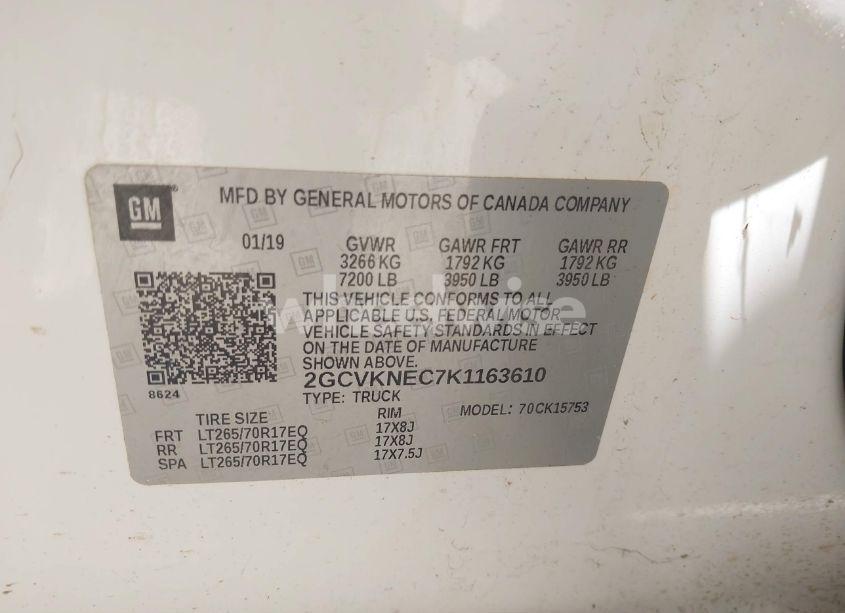 GM
MFD BY GENERAL MOTORS OF CANADA COMPANY
01/19 GVWR GAWR FRT GAWR RR
3266 KG 1792 KG 1792 KG
7200 LB 3950 LB 3950 LB
THIS VEHICLE CONFORMS TO ALL
APPLICABLE U.S. FEDERAL MOTOR
VEHICLE SAFETY STANDARDS IN EFFECT
ON THE DATE OF MANUFACTURE
SHOWN ABOVE.
2GCVKNEC7K1163610
8624
TYPE: TRUCK
MODEL: 70CK15753
TIRE SIZE RIM
FRT LT265/70R17EQ 17X8J
RR LT265/70R17EQ 17X8J
SPA LT265/70R17EQ 17X7.5J